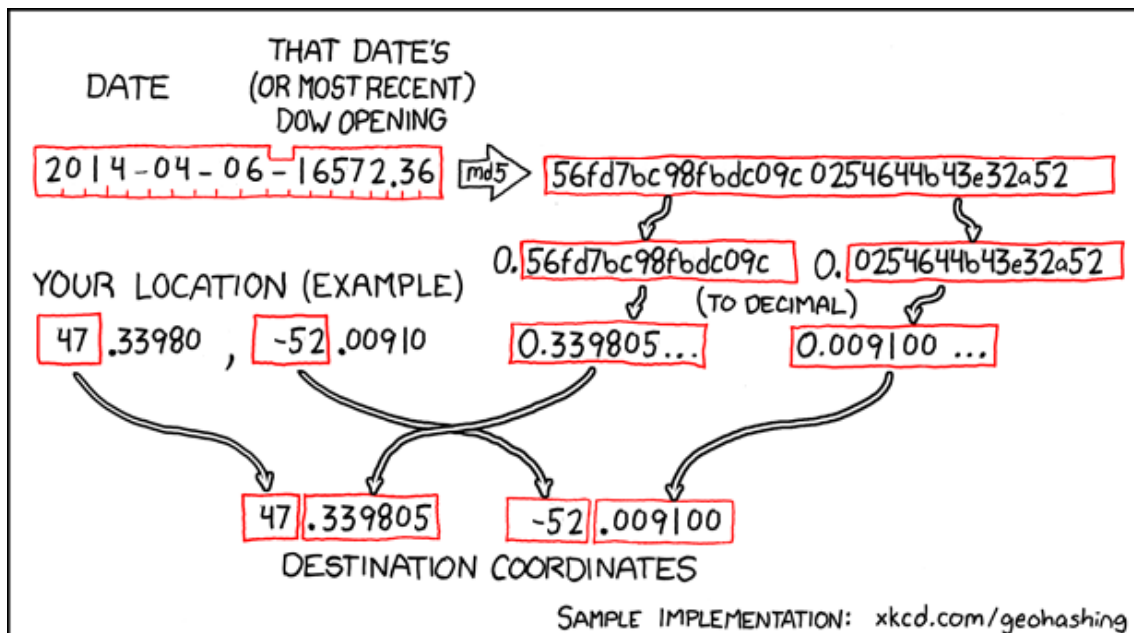 DATE
THAT DATE'S
(OR MOST RECENT)
DOW OPENING
2014-04-06-16572.36
md5
56fd7bc98fbdc09c 0254644b43e32a52
0.56fd7bc98fbdc09c
0.0254644b43e32a52
(TO DECIMAL)
0.339805...
0.009100 ...
YOUR LOCATION (EXAMPLE)
47.33980, -52.00910
47.339805
-52.009100
DESTINATION COORDINATES
SAMPLE IMPLEMENTATION: xkcd.com/geohashing